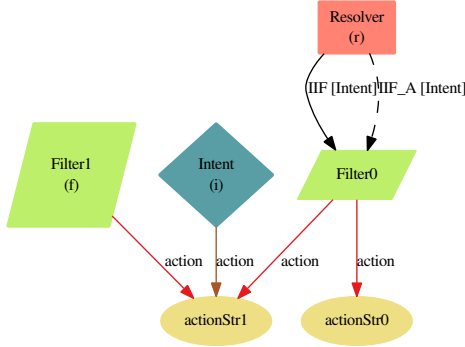 Resolver
(r)
IIF [Intent]
IIF_A [Intent]
Filter1
(f)
Intent
(i)
Filter0
action
action
action
action
actionStr1
actionStr0